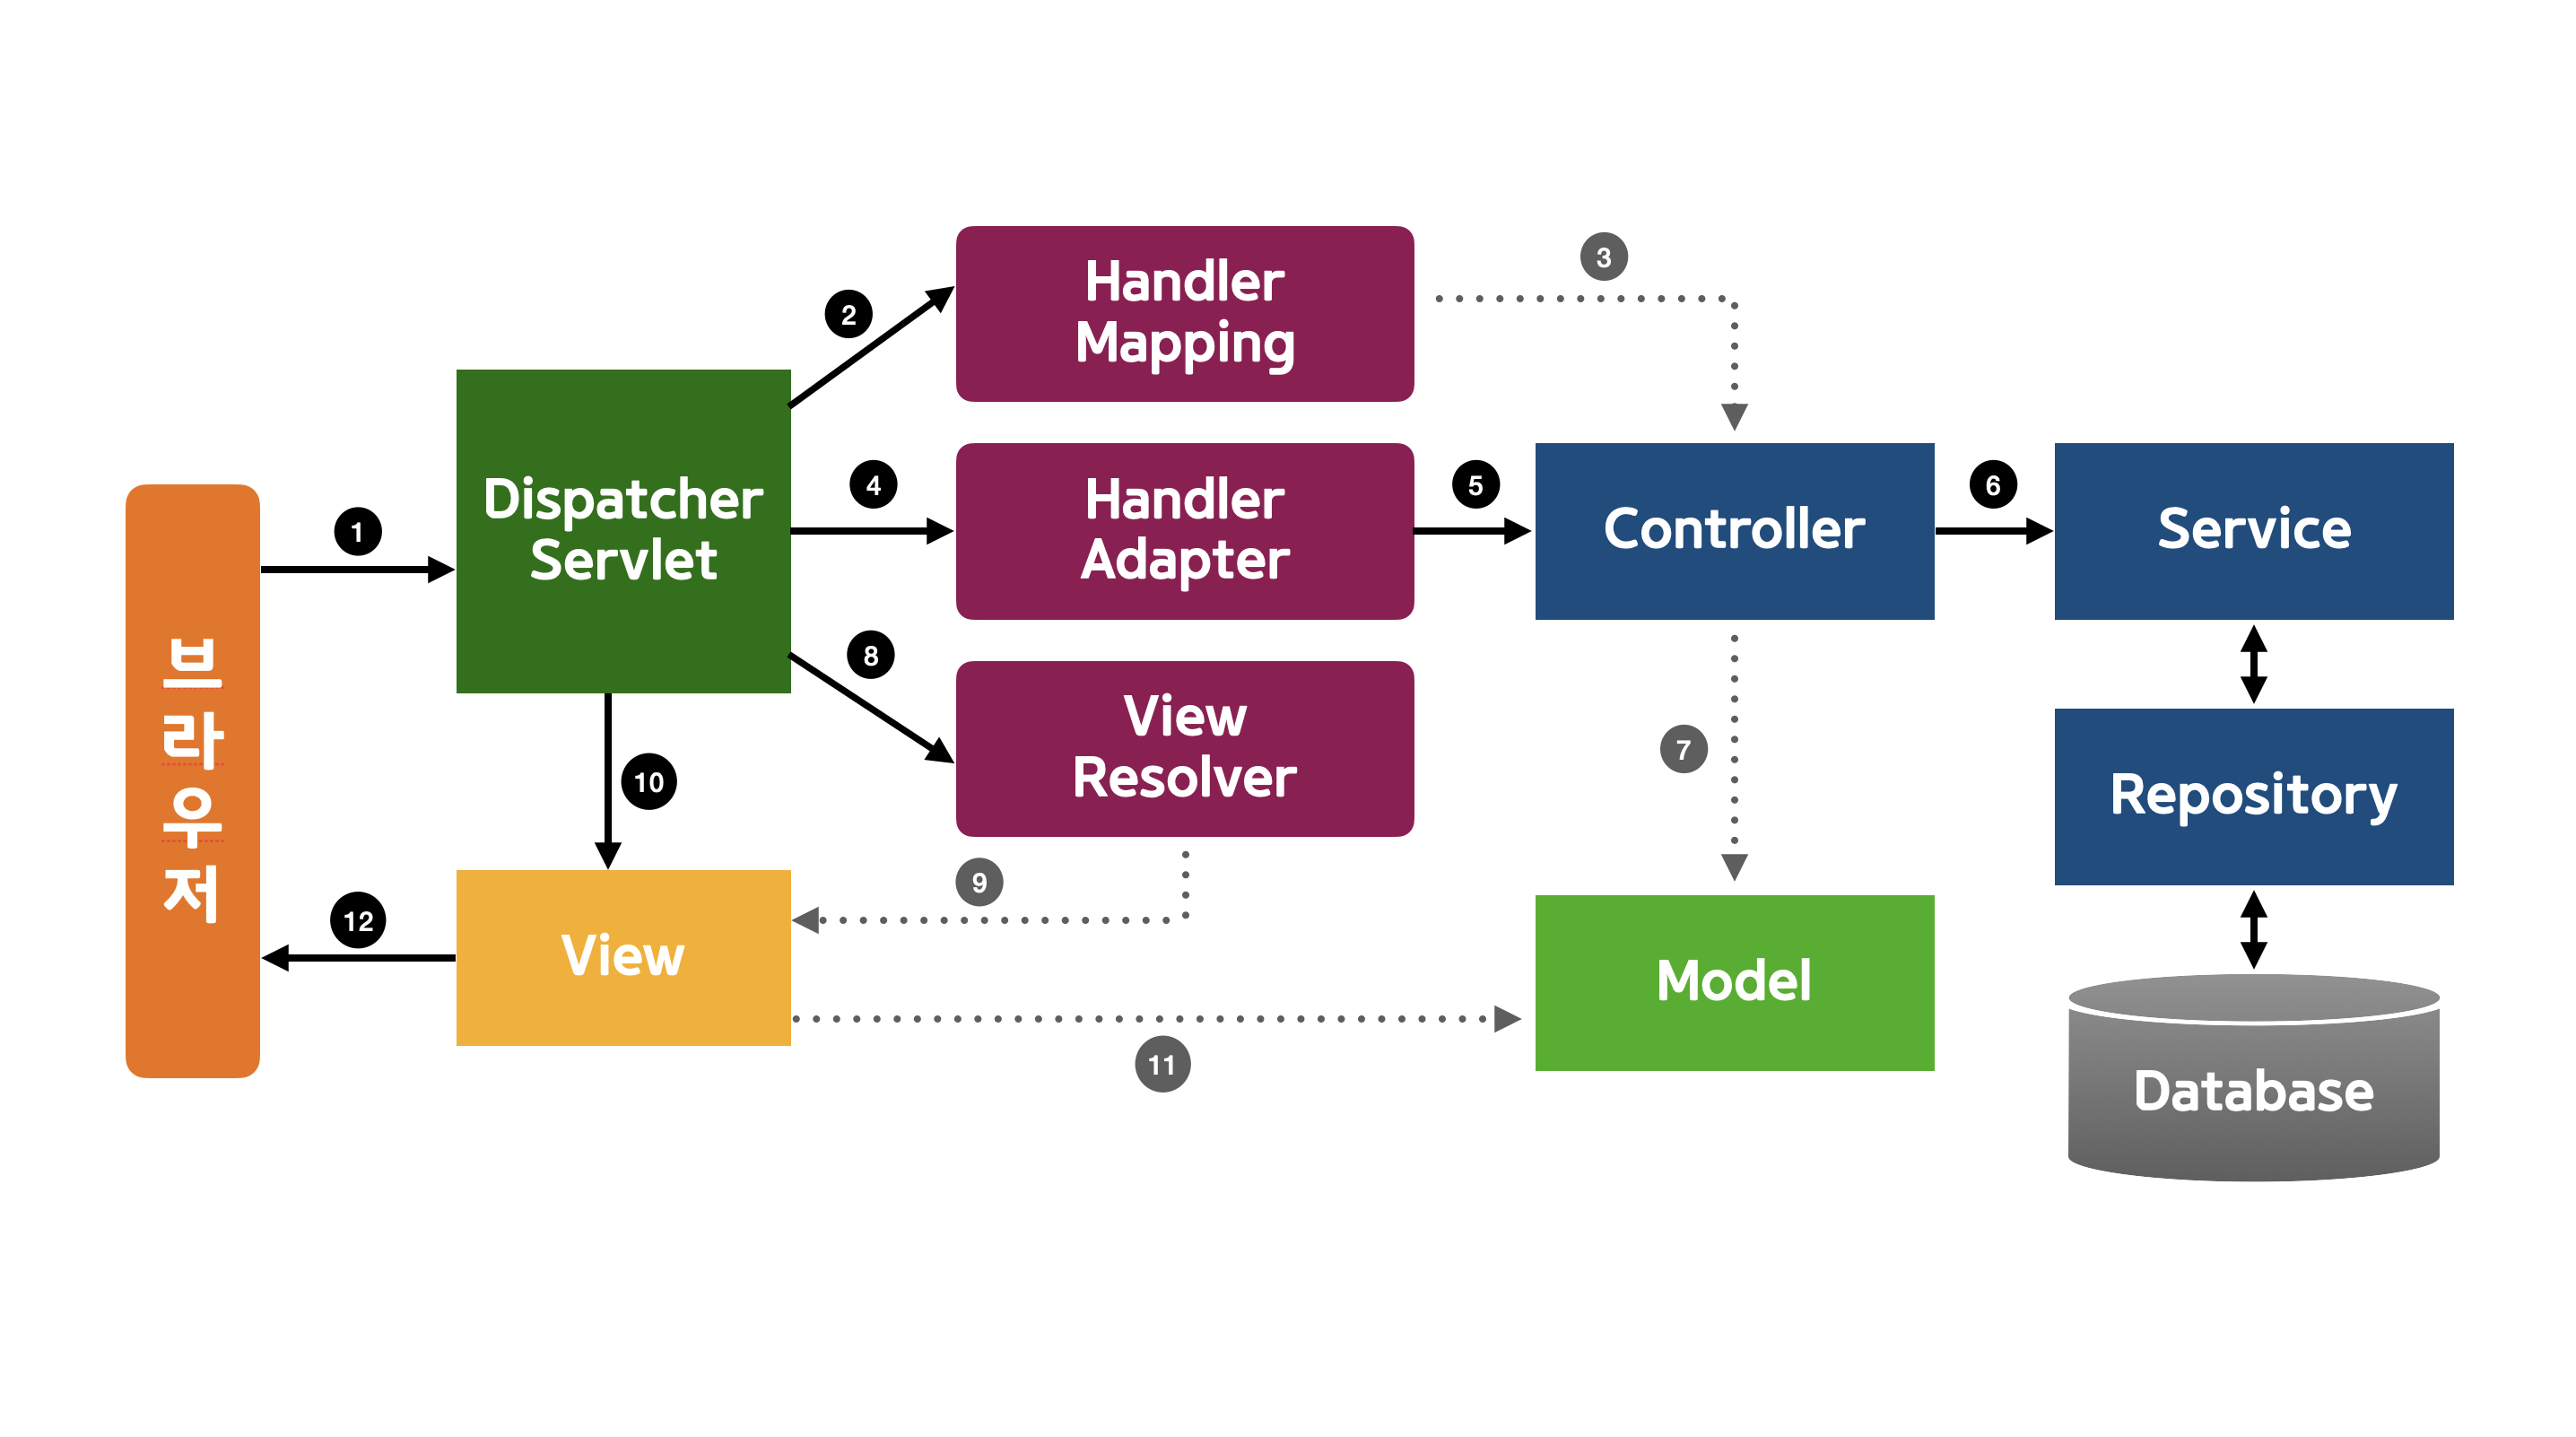 브
라
우
저
1
Dispatcher
Servlet
2
Handler
Mapping
3
4
Handler
Adapter
5
Controller
6
Service
8
View
Resolver
7
Repository
10
9
12
View
11
Model
Database